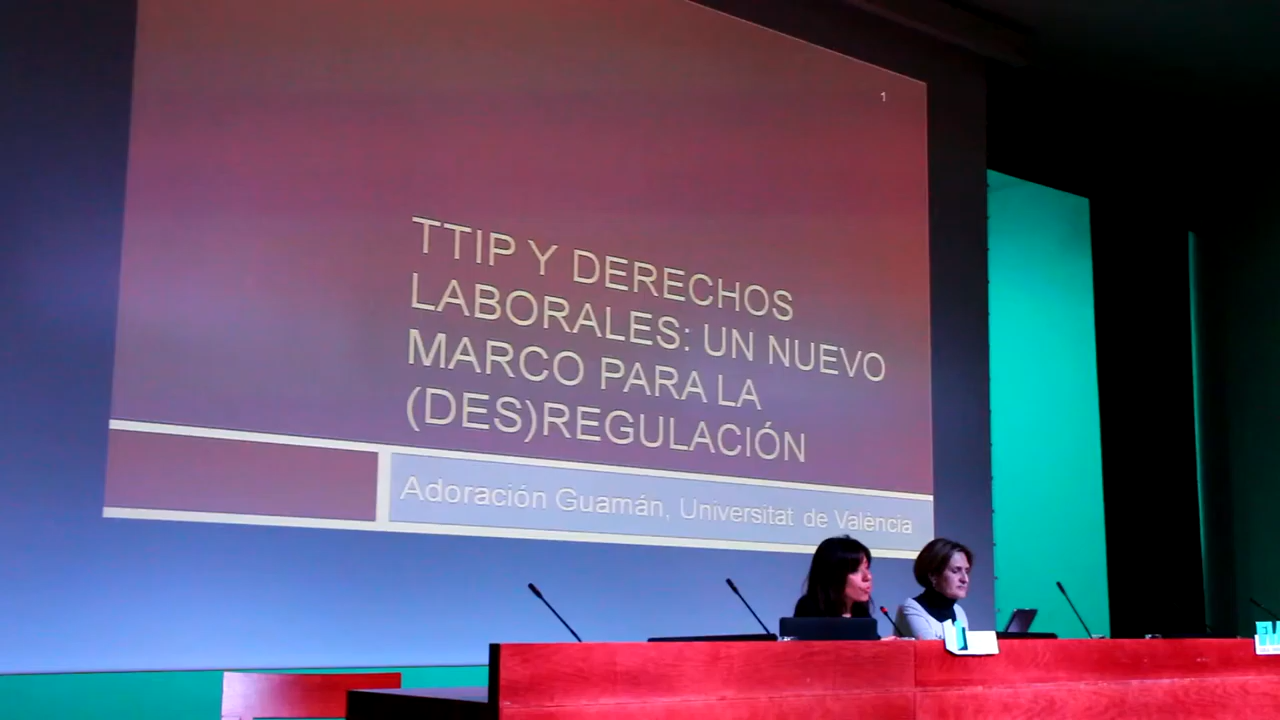 1
TTIP Y DERECHOS
LABORALES: UN NUEVO
MARCO PARA LA
(DES)REGULACIÓN
Adoración Guamán, Universitat de València